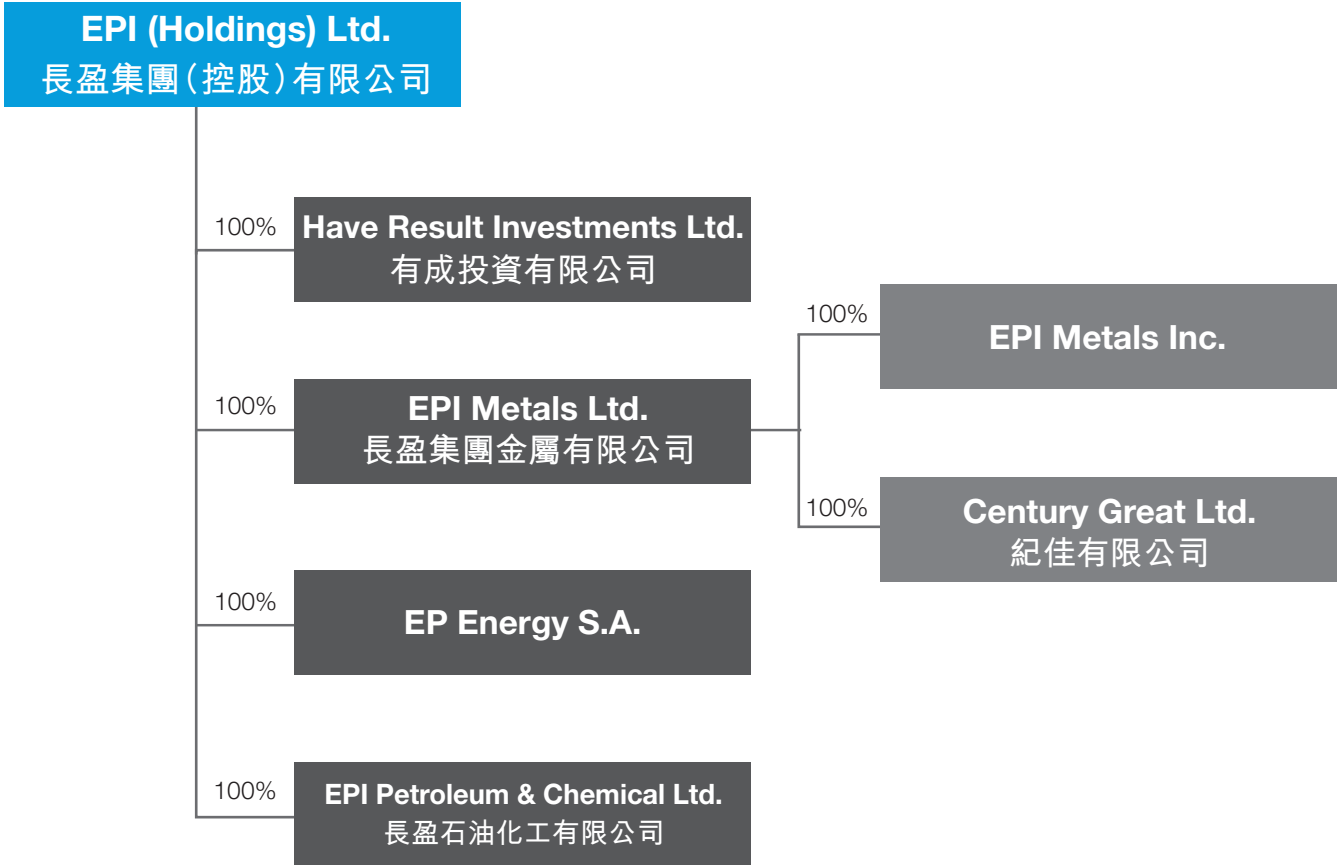 EPI (Holdings) Ltd.
長盈集團（控股）有限公司
100%
Have Result Investments Ltd.
有成投資有限公司
100%
EPI Metals Ltd.
長盈集團金屬有限公司
100%
EPI Metals Inc.
100%
Century Great Ltd.
紀佳有限公司
100%
EP Energy S.A.
100%
EPI Petroleum & Chemical Ltd.
長盈石油化工有限公司